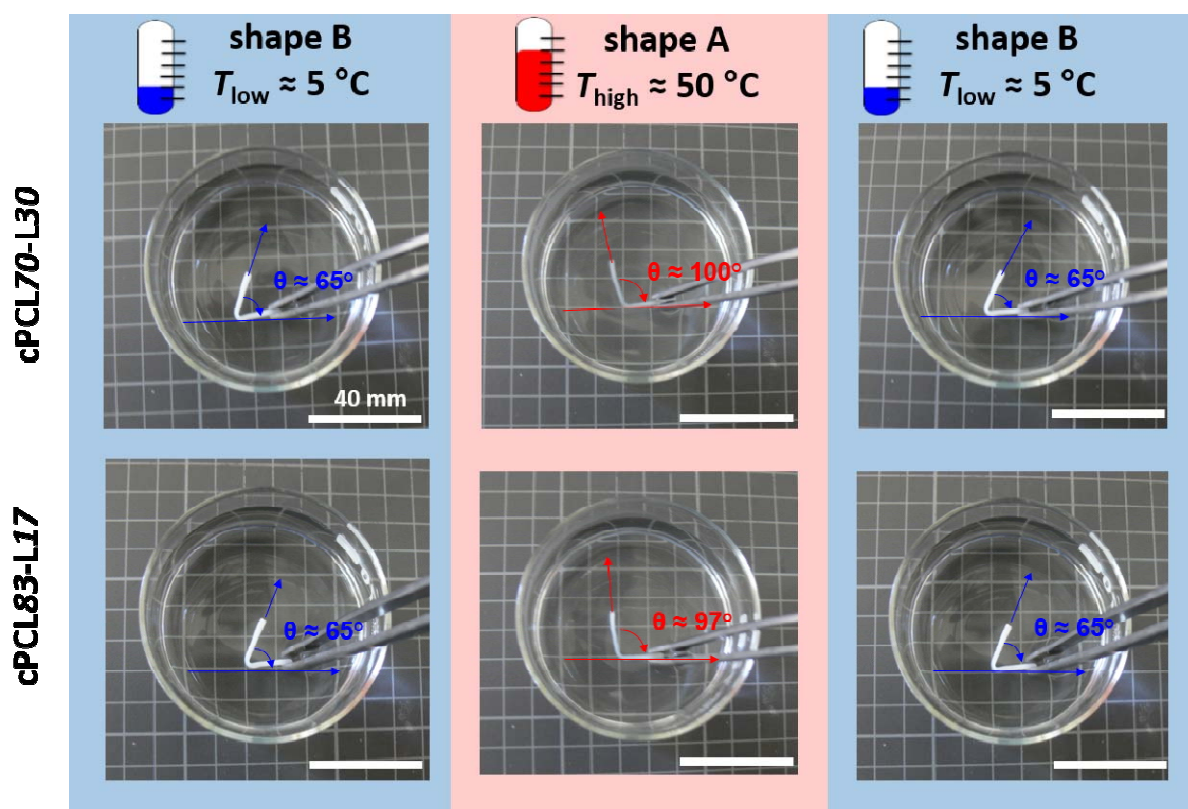 shape B
T_low ≈ 5 °C
shape A
T_high ≈ 50 °C
shape B
T_low ≈ 5 °C
cPCL70-L30
θ ≈ 65°
40 mm
θ ≈ 100°
θ ≈ 65°
cPCL83-L17
θ ≈ 65°
θ ≈ 97°
θ ≈ 65°